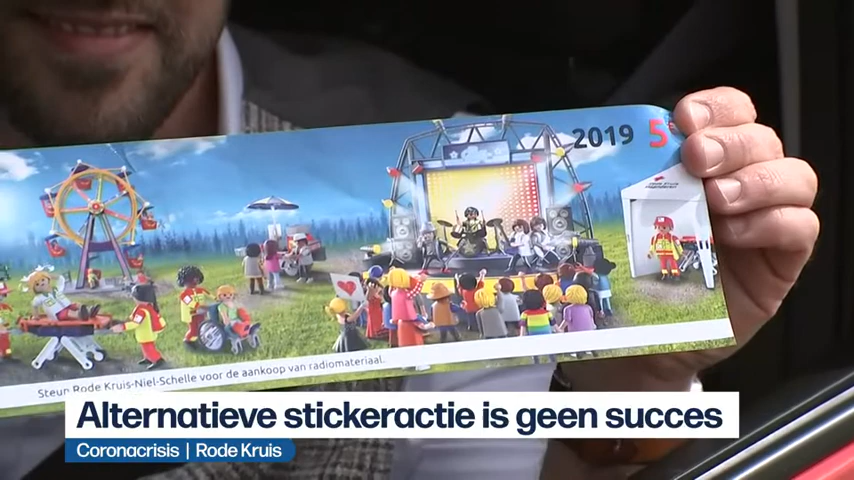 2019 5€
Steun Rode Kruis-Niel-Schelle voor de aankoop van radiomateriaal.
Alternatieve stickeractie is geen succes
Coronacrisis | Rode Kruis